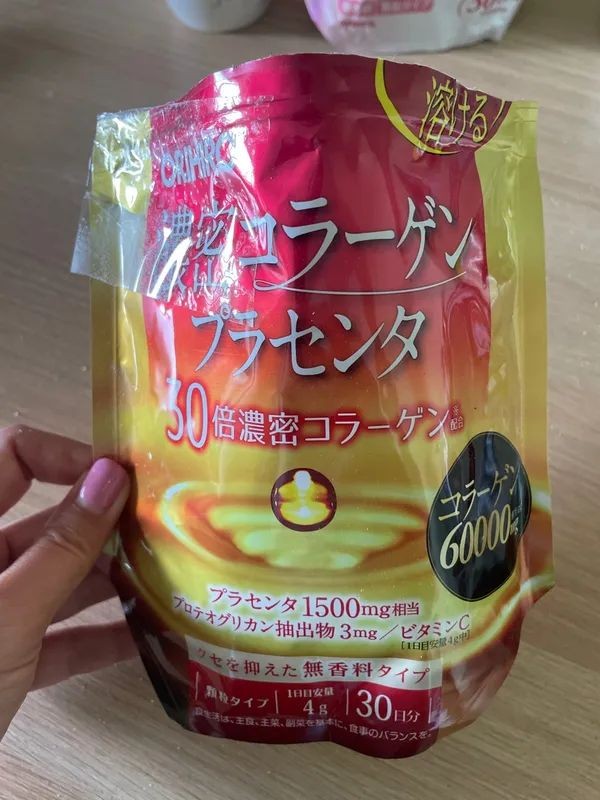 溶ける!
ORIHIRO
濃密コラーゲン
プラセンタ
30倍濃密コラーゲン※配合
コラーゲン
60000mg
プラセンタ1500mg相当
プロテオグリカン抽出物3mg/ビタミンC
[1日目安量4g中]
クセを抑えた無香料タイプ
顆粒タイプ 1日目安量 4g 30日分
食生活は、主食、主菜、副菜を基本に、食事のバランスを。